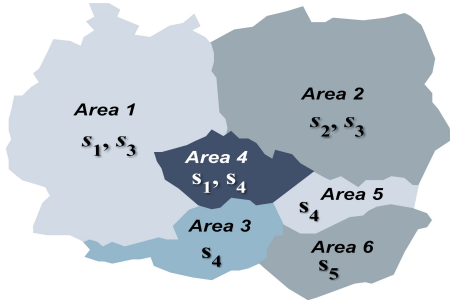 Area 1
s₁, s₃
Area 2
s₂, s₃
Area 4
s₁, s₄
Area 5
s₄
Area 3
s₄
Area 6
s₅